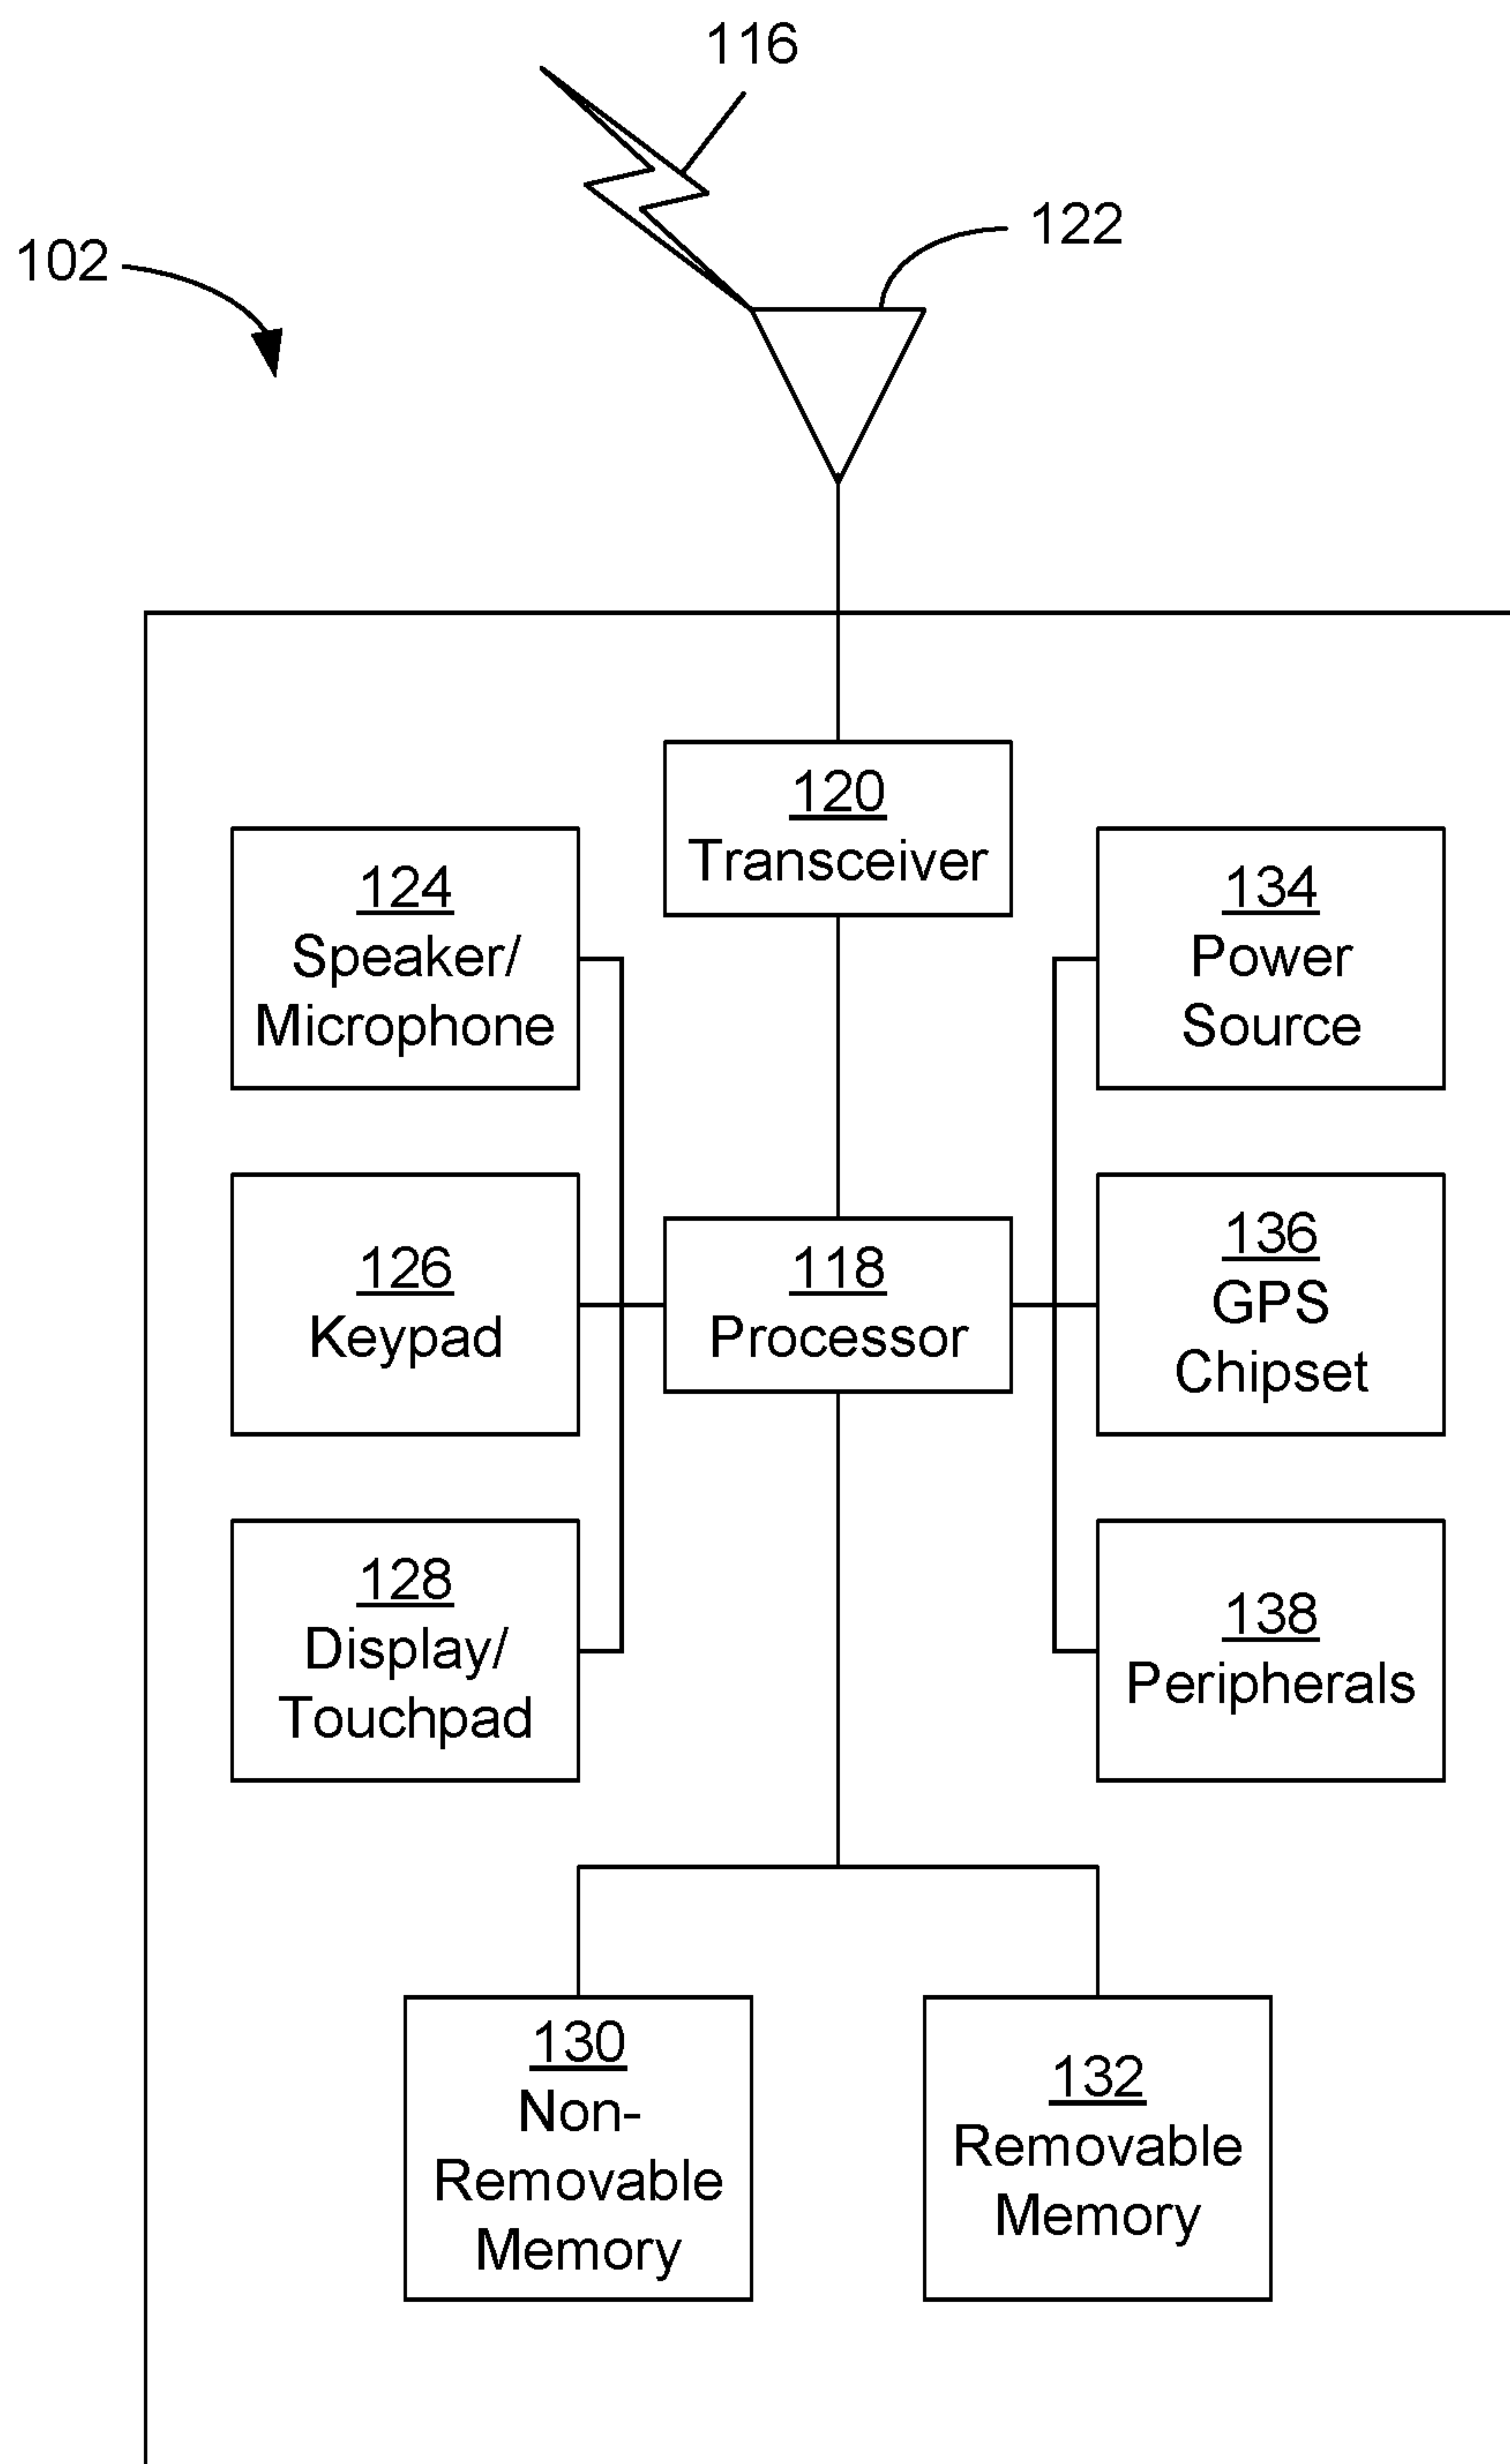 116
122
102
120
Transceiver
124
Speaker/
Microphone
134
Power
Source
126
Keypad
118
Processor
136
GPS
Chipset
128
Display/
Touchpad
138
Peripherals
130
Non-
Removable
Memory
132
Removable
Memory